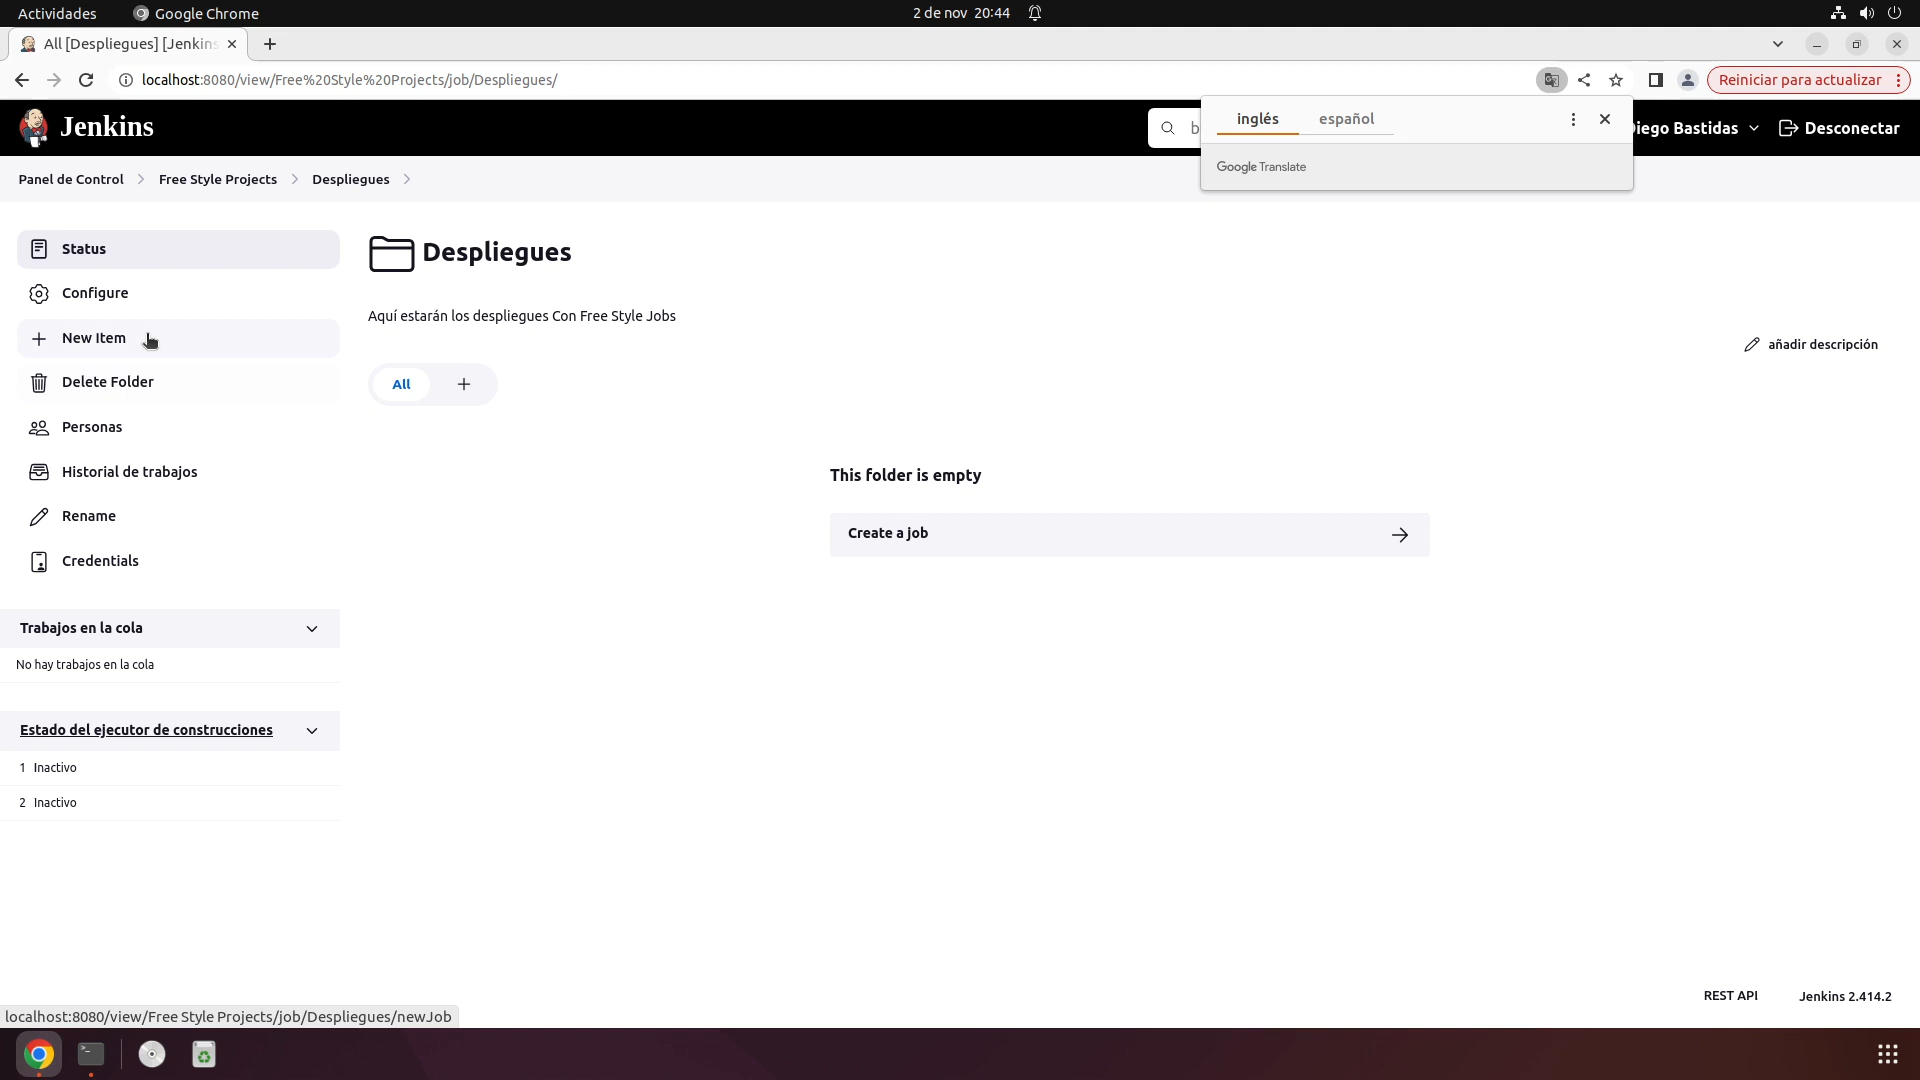 Actividades
Google Chrome
2 de nov 20:44
All [Despliegues] [Jenkins
localhost:8080/view/Free%20Style%20Projects/job/Despliegues/
Reiniciar para actualizar
Jenkins
b
inglés
español
Google Translate
Diego Bastidas
Desconectar
Panel de Control
Free Style Projects
Despliegues
Status
Configure
New Item
Delete Folder
Personas
Historial de trabajos
Rename
Credentials
Trabajos en la cola
No hay trabajos en la cola
Estado del ejecutor de construcciones
1 Inactivo
2 Inactivo
Despliegues
Aquí estarán los despliegues Con Free Style Jobs
añadir descripción
All
This folder is empty
Create a job
REST API
Jenkins 2.414.2
localhost:8080/view/Free Style Projects/job/Despliegues/newJob